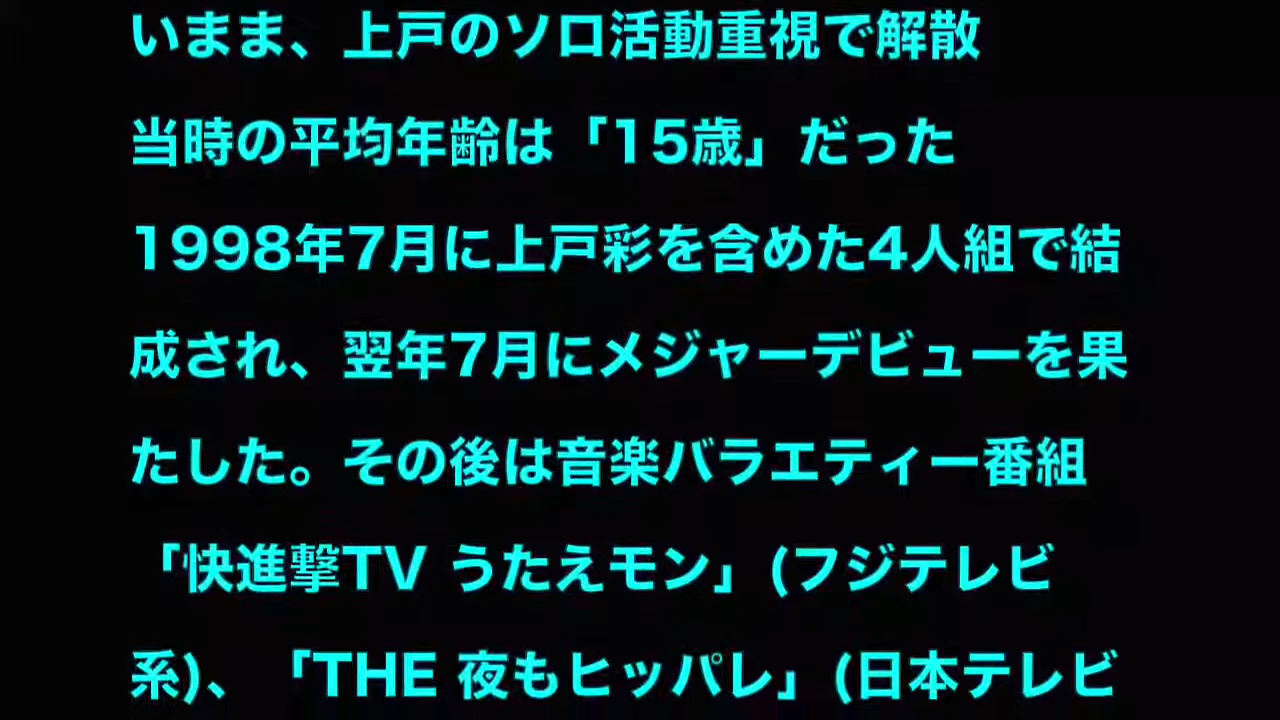 いまま、上戸のソロ活動重視で解散
当時の平均年齢は「15歳」だった
1998年7月に上戸彩を含めた4人組で結
成され、翌年7月にメジャーデビューを果
たした。その後は音楽バラエティー番組
「快進撃TV うたえモン」(フジテレビ
系)、「THE 夜もヒッパレ」(日本テレビ